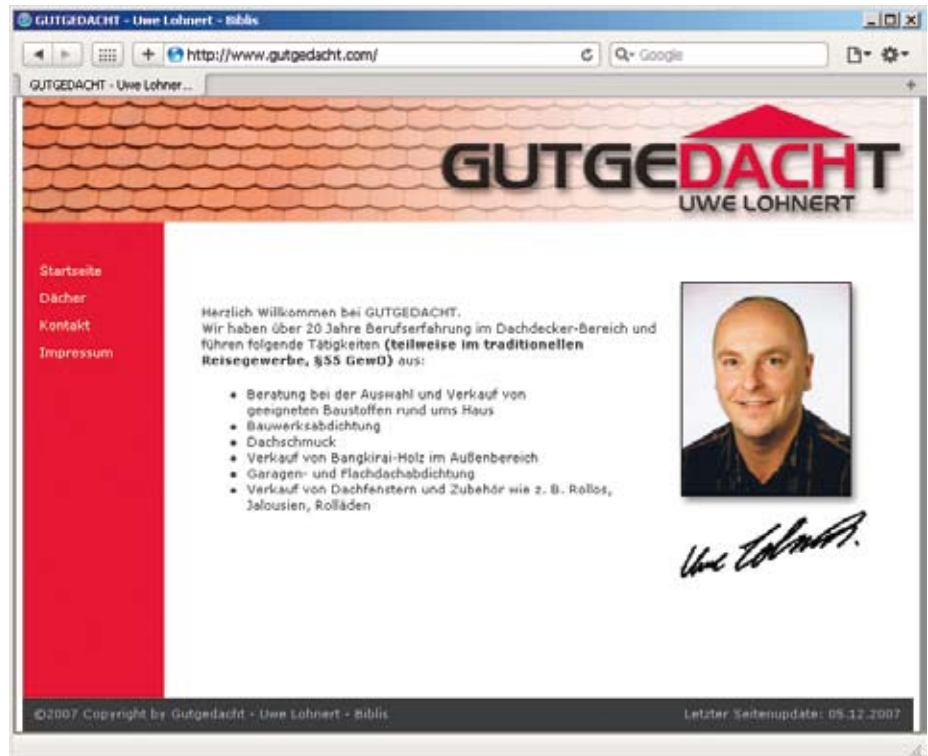 GUTGEDACHT - Uwe Lohnert - Biblis
http://www.gutgedacht.com/
Google
GUTGEDACHT - Uwe Lohner...
GUTGEDACHT
UWE LOHNERT
Startseite
Dächer
Kontakt
Impressum
Herzlich Willkommen bei GUTGEDACHT.
Wir haben über 20 Jahre Berufserfahrung im Dachdecker-Bereich und
führen folgende Tätigkeiten (teilweise im traditionellen
Reisegewerbe, §55 GewO) aus:
• Beratung bei der Auswahl und Verkauf von
geeigneten Baustoffen rund ums Haus
• Bauwerksabdichtung
• Dachschmuck
• Verkauf von Bangkirai-Holz im Außenbereich
• Garagen- und Flachdachabdichtung
• Verkauf von Dachfenstern und Zubehör wie z. B. Rollos,
Jalousien, Rolläden
Uwe Lohnert.
©2007 Copyright by Gutgedacht - Uwe Lohnert - Biblis
Letzter Seitenupdate: 05.12.2007